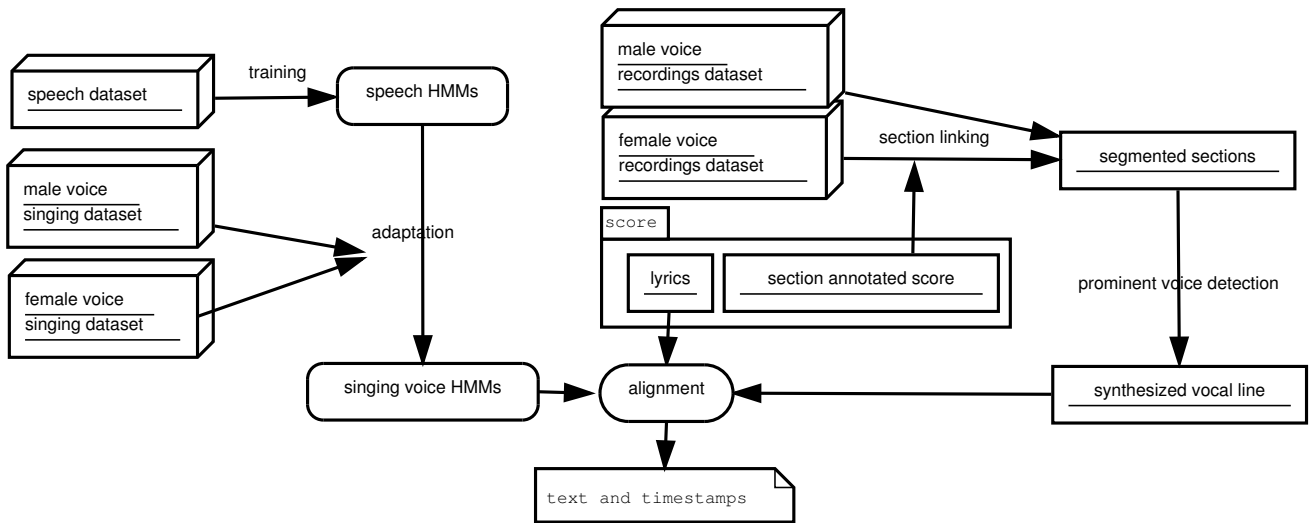 training
speech dataset
speech HMMs
male voice
singing dataset
adaptation
female voice
singing dataset
singing voice HMMs
male voice
recordings dataset
female voice
recordings dataset
section linking
segmented sections
score
lyrics
section annotated score
prominent voice detection
alignment
synthesized vocal line
text and timestamps